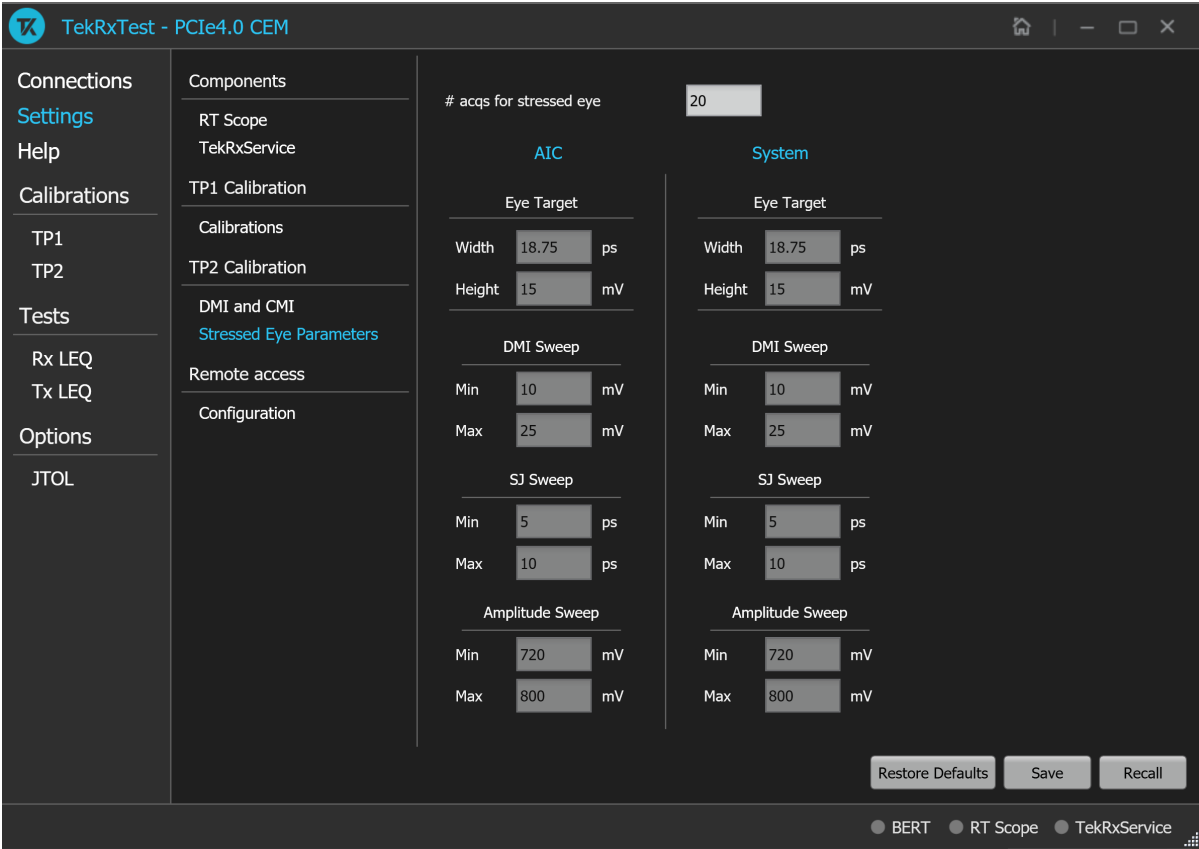 TekRxTest - PCIe4.0 CEM
Connections
Settings
Help
Calibrations
TP1
TP2
Tests
Rx LEQ
Tx LEQ
Options
JTOL
Components
RT Scope
TekRxService
TP1 Calibration
Calibrations
TP2 Calibration
DMI and CMI
Stressed Eye Parameters
Remote access
Configuration
# acqs for stressed eye 20
AIC
Eye Target
Width 18.75 ps
Height 15 mV
DMI Sweep
Min 10 mV
Max 25 mV
SJ Sweep
Min 5 ps
Max 10 ps
Amplitude Sweep
Min 720 mV
Max 800 mV
System
Eye Target
Width 18.75 ps
Height 15 mV
DMI Sweep
Min 10 mV
Max 25 mV
SJ Sweep
Min 5 ps
Max 10 ps
Amplitude Sweep
Min 720 mV
Max 800 mV
Restore Defaults Save Recall
BERT RT Scope TekRxService